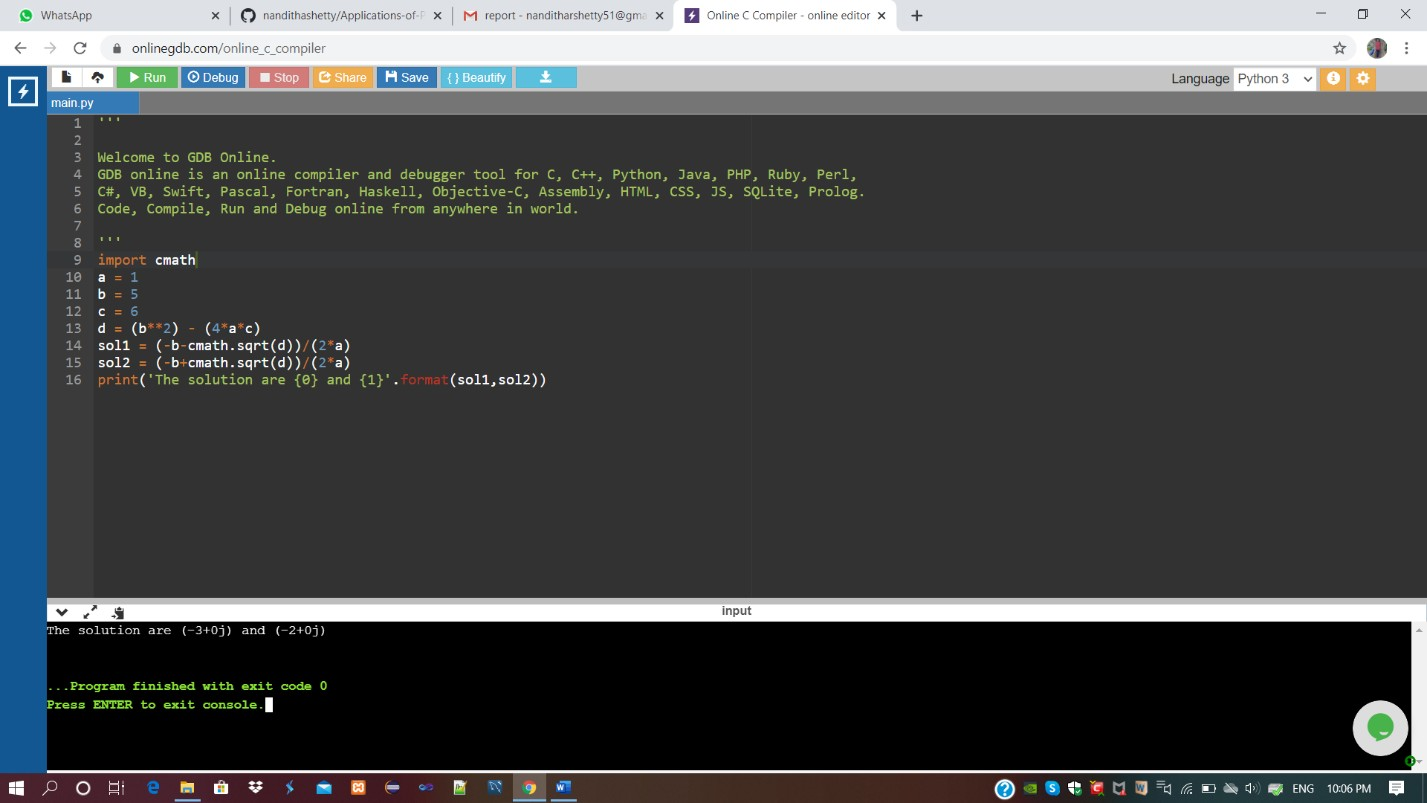 WhatsApp
nandithashetty/Applications-of-P
report - nanditharshetty51@gma
Online C Compiler - online editor
onlinegdb.com/online_c_compiler
Run Debug Stop Share Save { } Beautify
Language Python 3
main.py
1 '''
2
3 Welcome to GDB Online.
4 GDB online is an online compiler and debugger tool for C, C++, Python, Java, PHP, Ruby, Perl,
5 C#, VB, Swift, Pascal, Fortran, Haskell, Objective-C, Assembly, HTML, CSS, JS, SQLite, Prolog.
6 Code, Compile, Run and Debug online from anywhere in world.
7
8 '''
9 import cmath
10 a = 1
11 b = 5
12 c = 6
13 d = (b**2) - (4*a*c)
14 sol1 = (-b-cmath.sqrt(d))/(2*a)
15 sol2 = (-b+cmath.sqrt(d))/(2*a)
16 print('The solution are {0} and {1}'.format(sol1,sol2))
input
The solution are (-3+0j) and (-2+0j)
...Program finished with exit code 0
Press ENTER to exit console.
ENG 10:06 PM